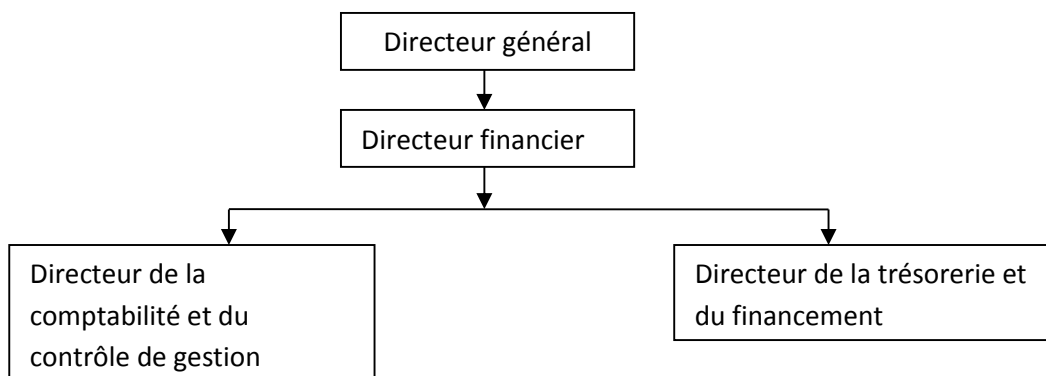 Directeur général
Directeur financier
Directeur de la
comptabilité et du
contrôle de gestion
Directeur de la trésorerie et
du financement